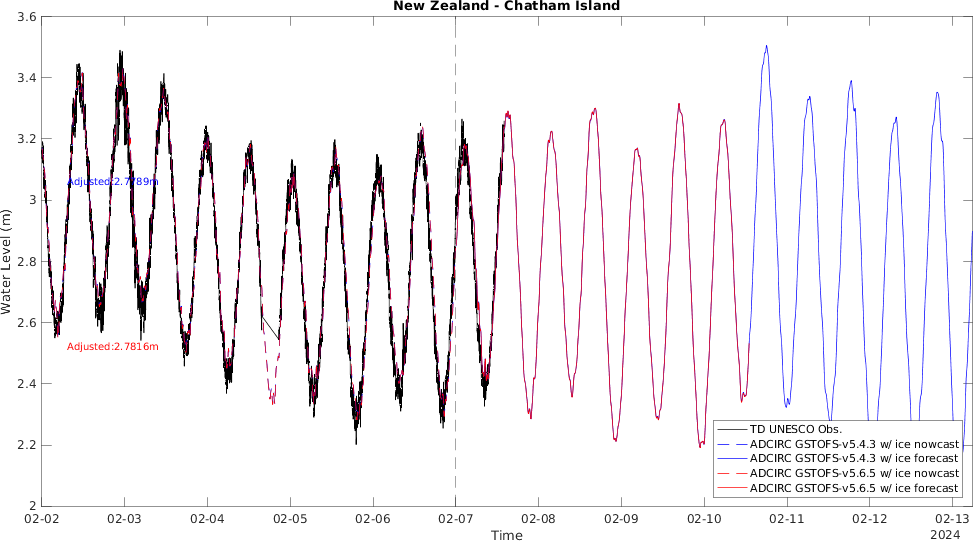 New Zealand - Chatham Island
3.6
3.4
3.2
3
2.8
2.6
2.4
2.2
2
Water Level (m)
Adjusted:2.7789m
Adjusted:2.7816m
TD UNESCO Obs.
ADCIRC GSTOFS-v5.4.3 w/ ice nowcast
ADCIRC GSTOFS-v5.4.3 w/ ice forecast
ADCIRC GSTOFS-v5.6.5 w/ ice nowcast
ADCIRC GSTOFS-v5.6.5 w/ ice forecast
02-02 02-03 02-04 02-05 02-06 02-07 02-08 02-09 02-10 02-11 02-12 02-13
Time
2024